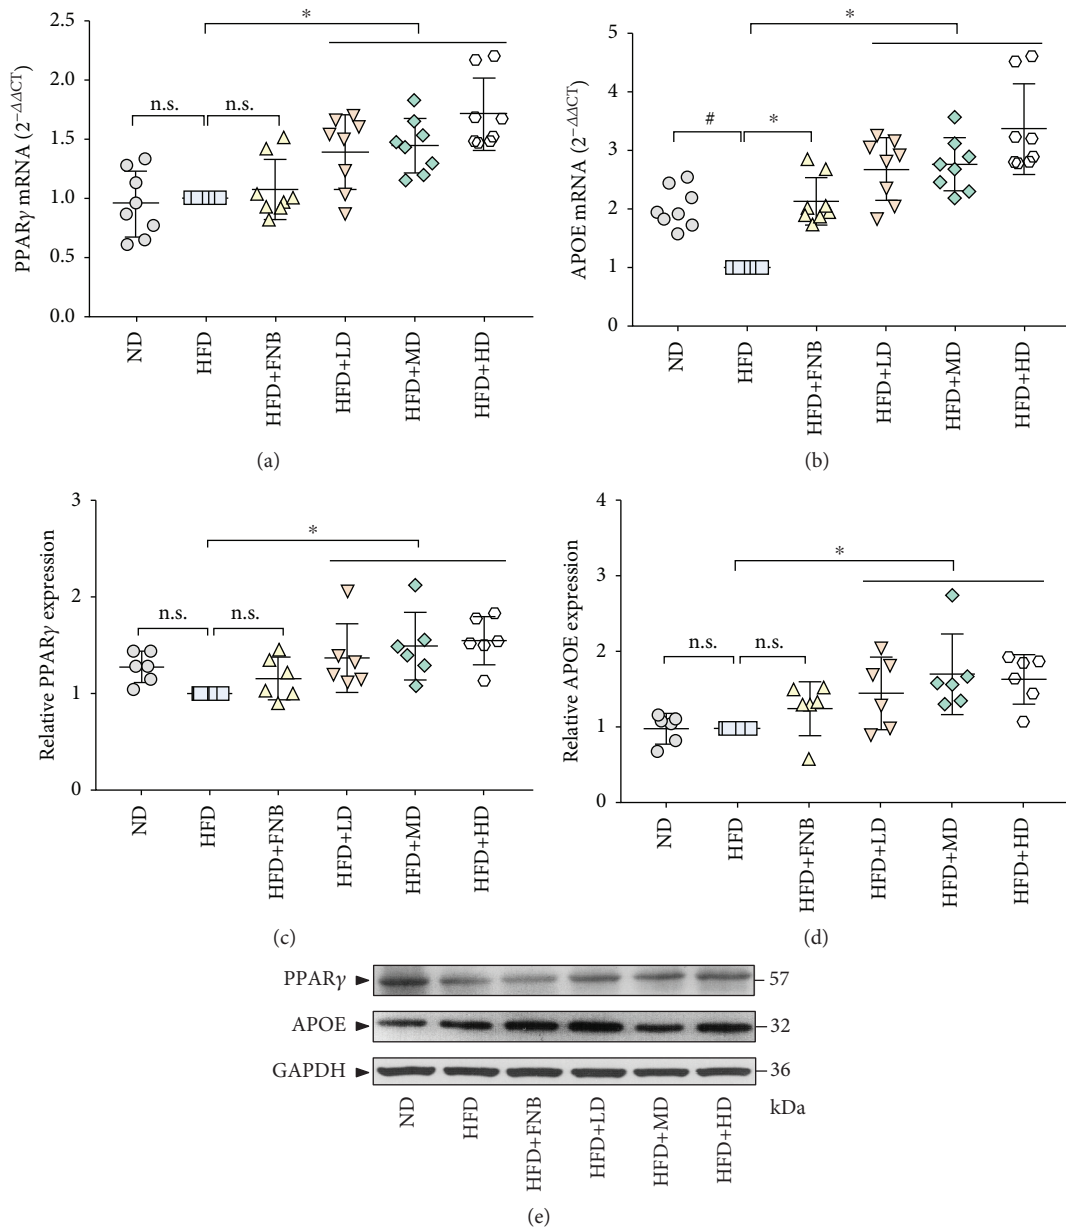 PPARγ mRNA (2^−ΔΔCT)
2.5
2.0
1.5
1.0
0.5
0.0
*
n.s.
n.s.
ND
HFD
HFD+FNB
HFD+LD
HFD+MD
HFD+HD
(a)
APOE mRNA (2^−ΔΔCT)
5
4
3
2
1
0
*
#
*
ND
HFD
HFD+FNB
HFD+LD
HFD+MD
HFD+HD
(b)
Relative PPARγ expression
3
2
1
0
*
n.s.
n.s.
ND
HFD
HFD+FNB
HFD+LD
HFD+MD
HFD+HD
(c)
Relative APOE expression
4
3
2
1
0
*
n.s.
n.s.
ND
HFD
HFD+FNB
HFD+LD
HFD+MD
HFD+HD
(d)
PPARγ 57
APOE 32
GAPDH 36
kDa
ND
HFD
HFD+FNB
HFD+LD
HFD+MD
HFD+HD
(e)